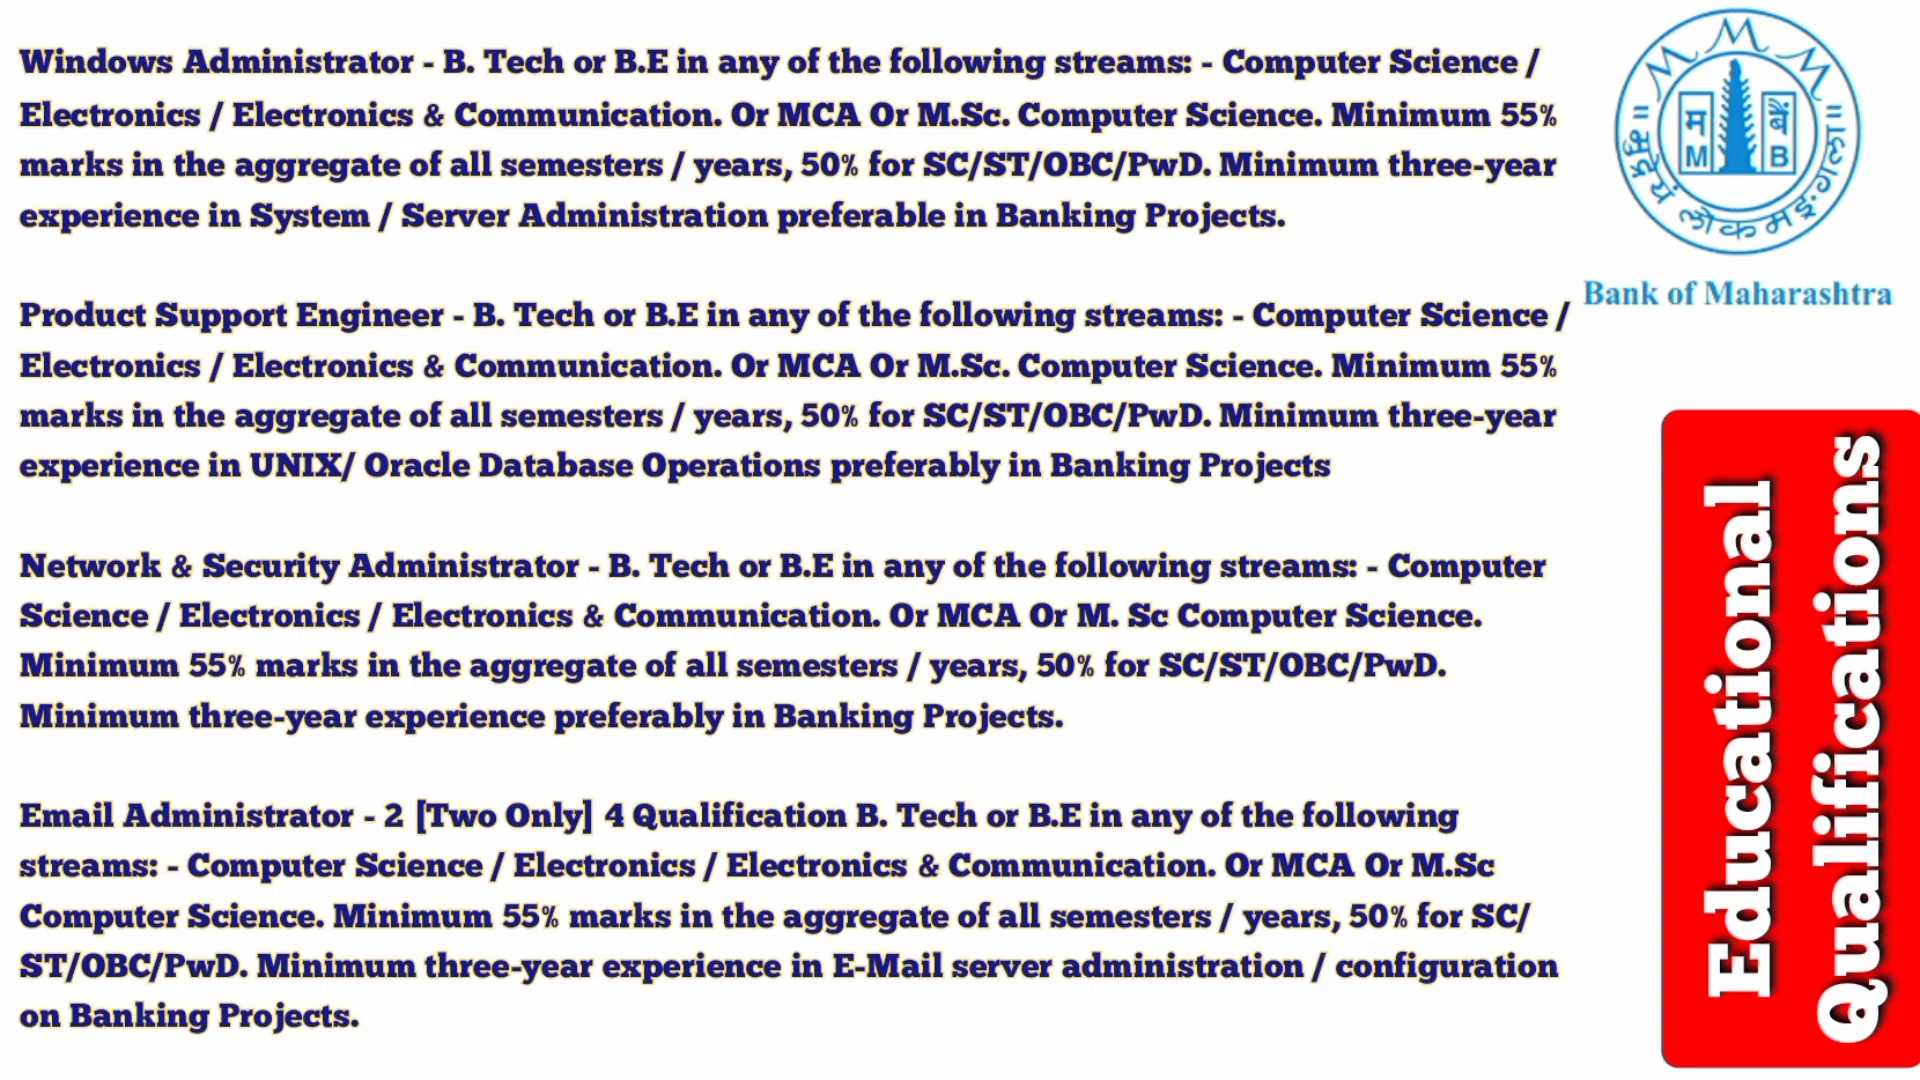 Windows Administrator - B. Tech or B.E in any of the following streams: - Computer Science /
Electronics / Electronics & Communication. Or MCA Or M.Sc. Computer Science. Minimum 55%
marks in the aggregate of all semesters / years, 50% for SC/ST/OBC/PwD. Minimum three-year
experience in System / Server Administration preferable in Banking Projects.
Product Support Engineer - B. Tech or B.E in any of the following streams: - Computer Science /
Electronics / Electronics & Communication. Or MCA Or M.Sc. Computer Science. Minimum 55%
marks in the aggregate of all semesters / years, 50% for SC/ST/OBC/PwD. Minimum three-year
experience in UNIX/ Oracle Database Operations preferably in Banking Projects
Network & Security Administrator - B. Tech or B.E in any of the following streams: - Computer
Science / Electronics / Electronics & Communication. Or MCA Or M. Sc Computer Science.
Minimum 55% marks in the aggregate of all semesters / years, 50% for SC/ST/OBC/PwD.
Minimum three-year experience preferably in Banking Projects.
Email Administrator - 2 [Two Only] 4 Qualification B. Tech or B.E in any of the following
streams: - Computer Science / Electronics / Electronics & Communication. Or MCA Or M.Sc
Computer Science. Minimum 55% marks in the aggregate of all semesters / years, 50% for SC/
ST/OBC/PwD. Minimum three-year experience in E-Mail server administration / configuration
on Banking Projects.
म बैं
M B
Bank of Maharashtra
Educational
Qualifications